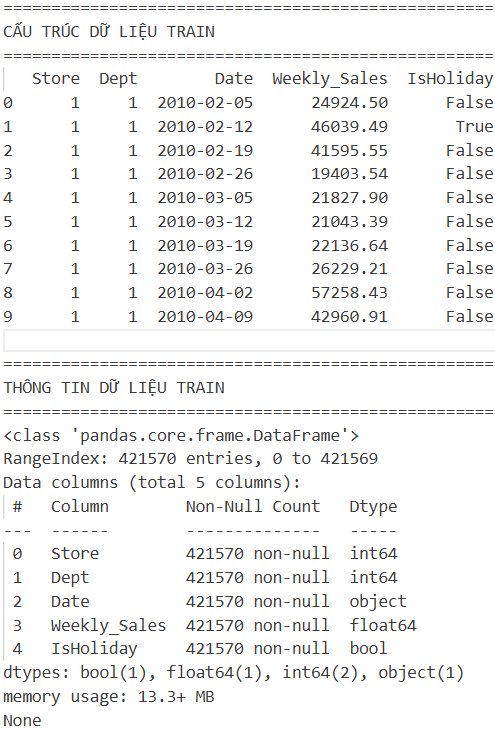 ===================================================
CẤU TRÚC DỮ LIỆU TRAIN
===================================================
   Store  Dept        Date  Weekly_Sales  IsHoliday
0      1     1  2010-02-05      24924.50      False
1      1     1  2010-02-12      46039.49       True
2      1     1  2010-02-19      41595.55      False
3      1     1  2010-02-26      19403.54      False
4      1     1  2010-03-05      21827.90      False
5      1     1  2010-03-12      21043.39      False
6      1     1  2010-03-19      22136.64      False
7      1     1  2010-03-26      26229.21      False
8      1     1  2010-04-02      57258.43      False
9      1     1  2010-04-09      42960.91      False
===================================================
THÔNG TIN DỮ LIỆU TRAIN
===================================================
<class 'pandas.core.frame.DataFrame'>
RangeIndex: 421570 entries, 0 to 421569
Data columns (total 5 columns):
 #   Column        Non-Null Count   Dtype
---  ------        --------------   -----
 0   Store         421570 non-null  int64
 1   Dept          421570 non-null  int64
 2   Date          421570 non-null  object
 3   Weekly_Sales  421570 non-null  float64
 4   IsHoliday     421570 non-null  bool
dtypes: bool(1), float64(1), int64(2), object(1)
memory usage: 13.3+ MB
None